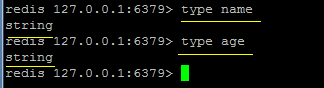 redis 127.0.0.1:6379> type name
string
redis 127.0.0.1:6379> type age
string
redis 127.0.0.1:6379>